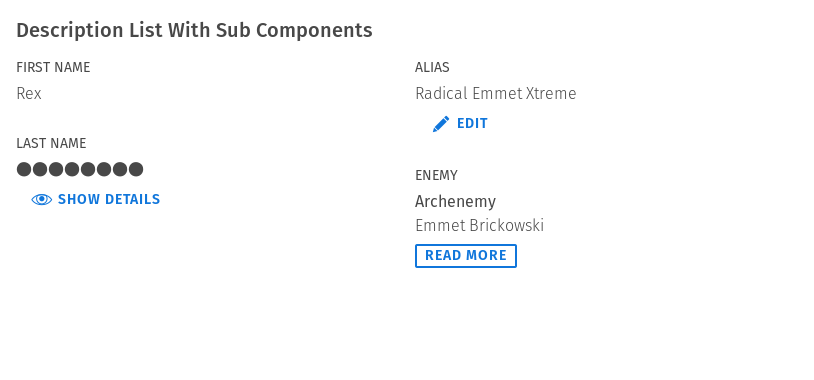 Description List With Sub Components
FIRST NAME
Rex
LAST NAME
●●●●●●●●
SHOW DETAILS
ALIAS
Radical Emmet Xtreme
EDIT
ENEMY
Archenemy
Emmet Brickowski
READ MORE